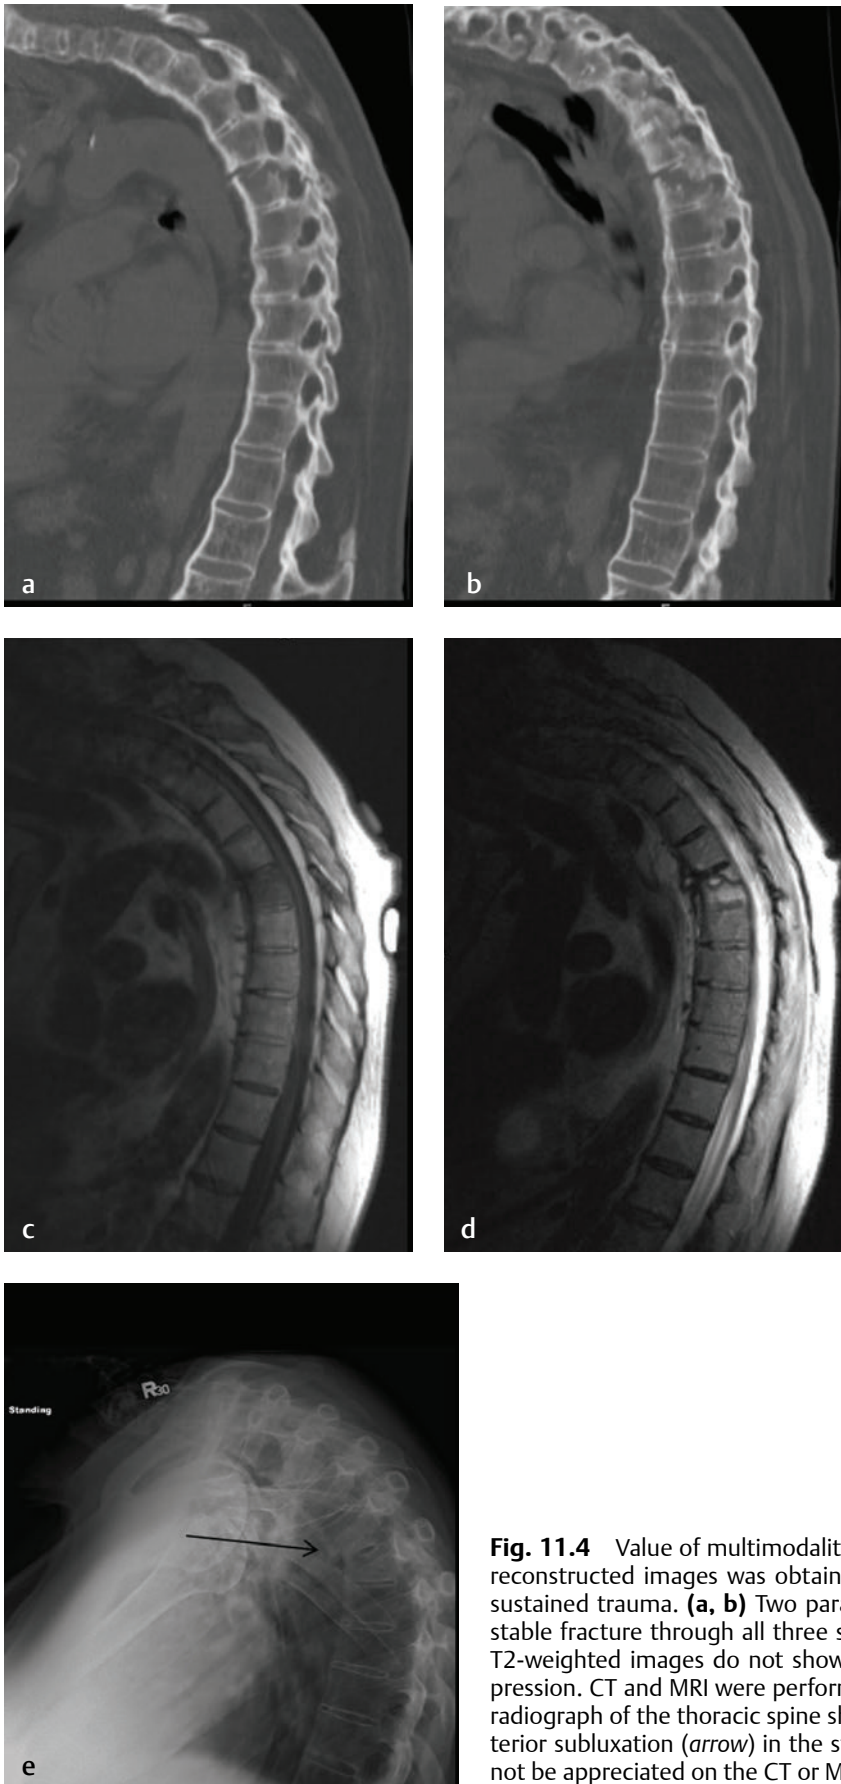 a
b
c
d
R30
Standing
e
Fig. 11.4 Value of multimodalit
reconstructed images was obtain
sustained trauma. (a, b) Two para
stable fracture through all three s
T2-weighted images do not show
pression. CT and MRI were perform
radiograph of the thoracic spine sh
terior subluxation (arrow) in the s
not be appreciated on the CT or M